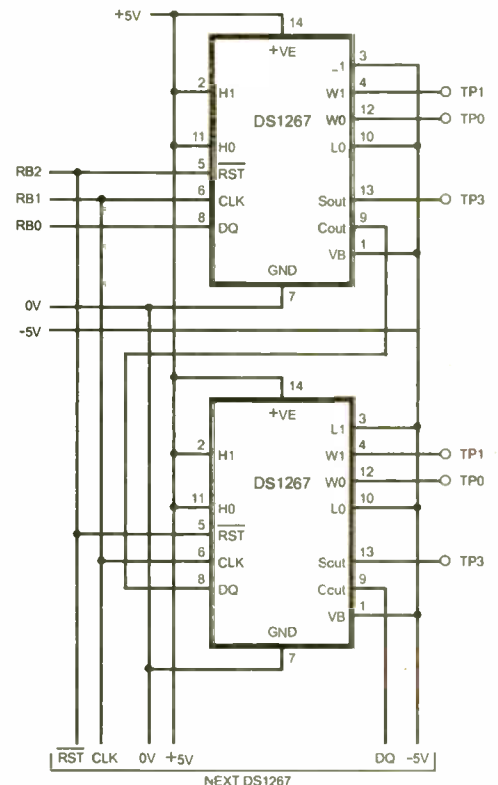 +5V
14
+VE
2
H1
3
_1
4
W1
TP1
DS1267
12
W0
TP0
11
H0
10
L0
RB2
5
RST
RB1
6
CLK
13
Sout
TP3
RB0
8
DQ
9
Cout
1
VB
GND
7
0V
-5V
14
+VE
2
H1
3
L1
4
W1
TP1
DS1267
12
W0
TP0
11
H0
10
L0
5
RST
6
CLK
13
Scut
TP3
8
DQ
9
Ccut
1
VB
GND
7
RST CLK 0V +5V DQ -5V
NEXT DS1267